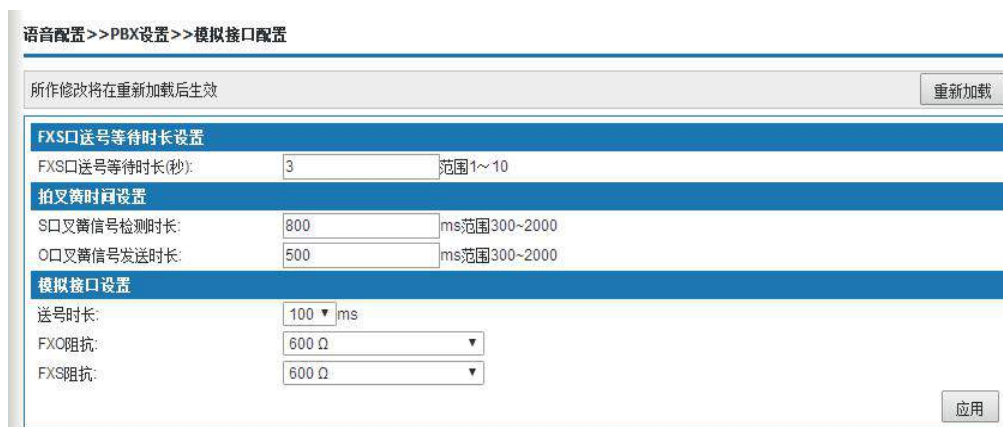 语音配置>>PBX设置>>模拟接口配置
所作修改将在重新加载后生效 重新加载
FXS口送号等待时长设置
FXS口送号等待时长(秒): 3 范围1～10
拍叉簧时间设置
S口叉簧信号检测时长: 800 ms范围300~2000
O口叉簧信号发送时长: 500 ms范围300~2000
模拟接口设置
送号时长: 100 ms
FXO阻抗: 600 Ω
FXS阻抗: 600 Ω
应用